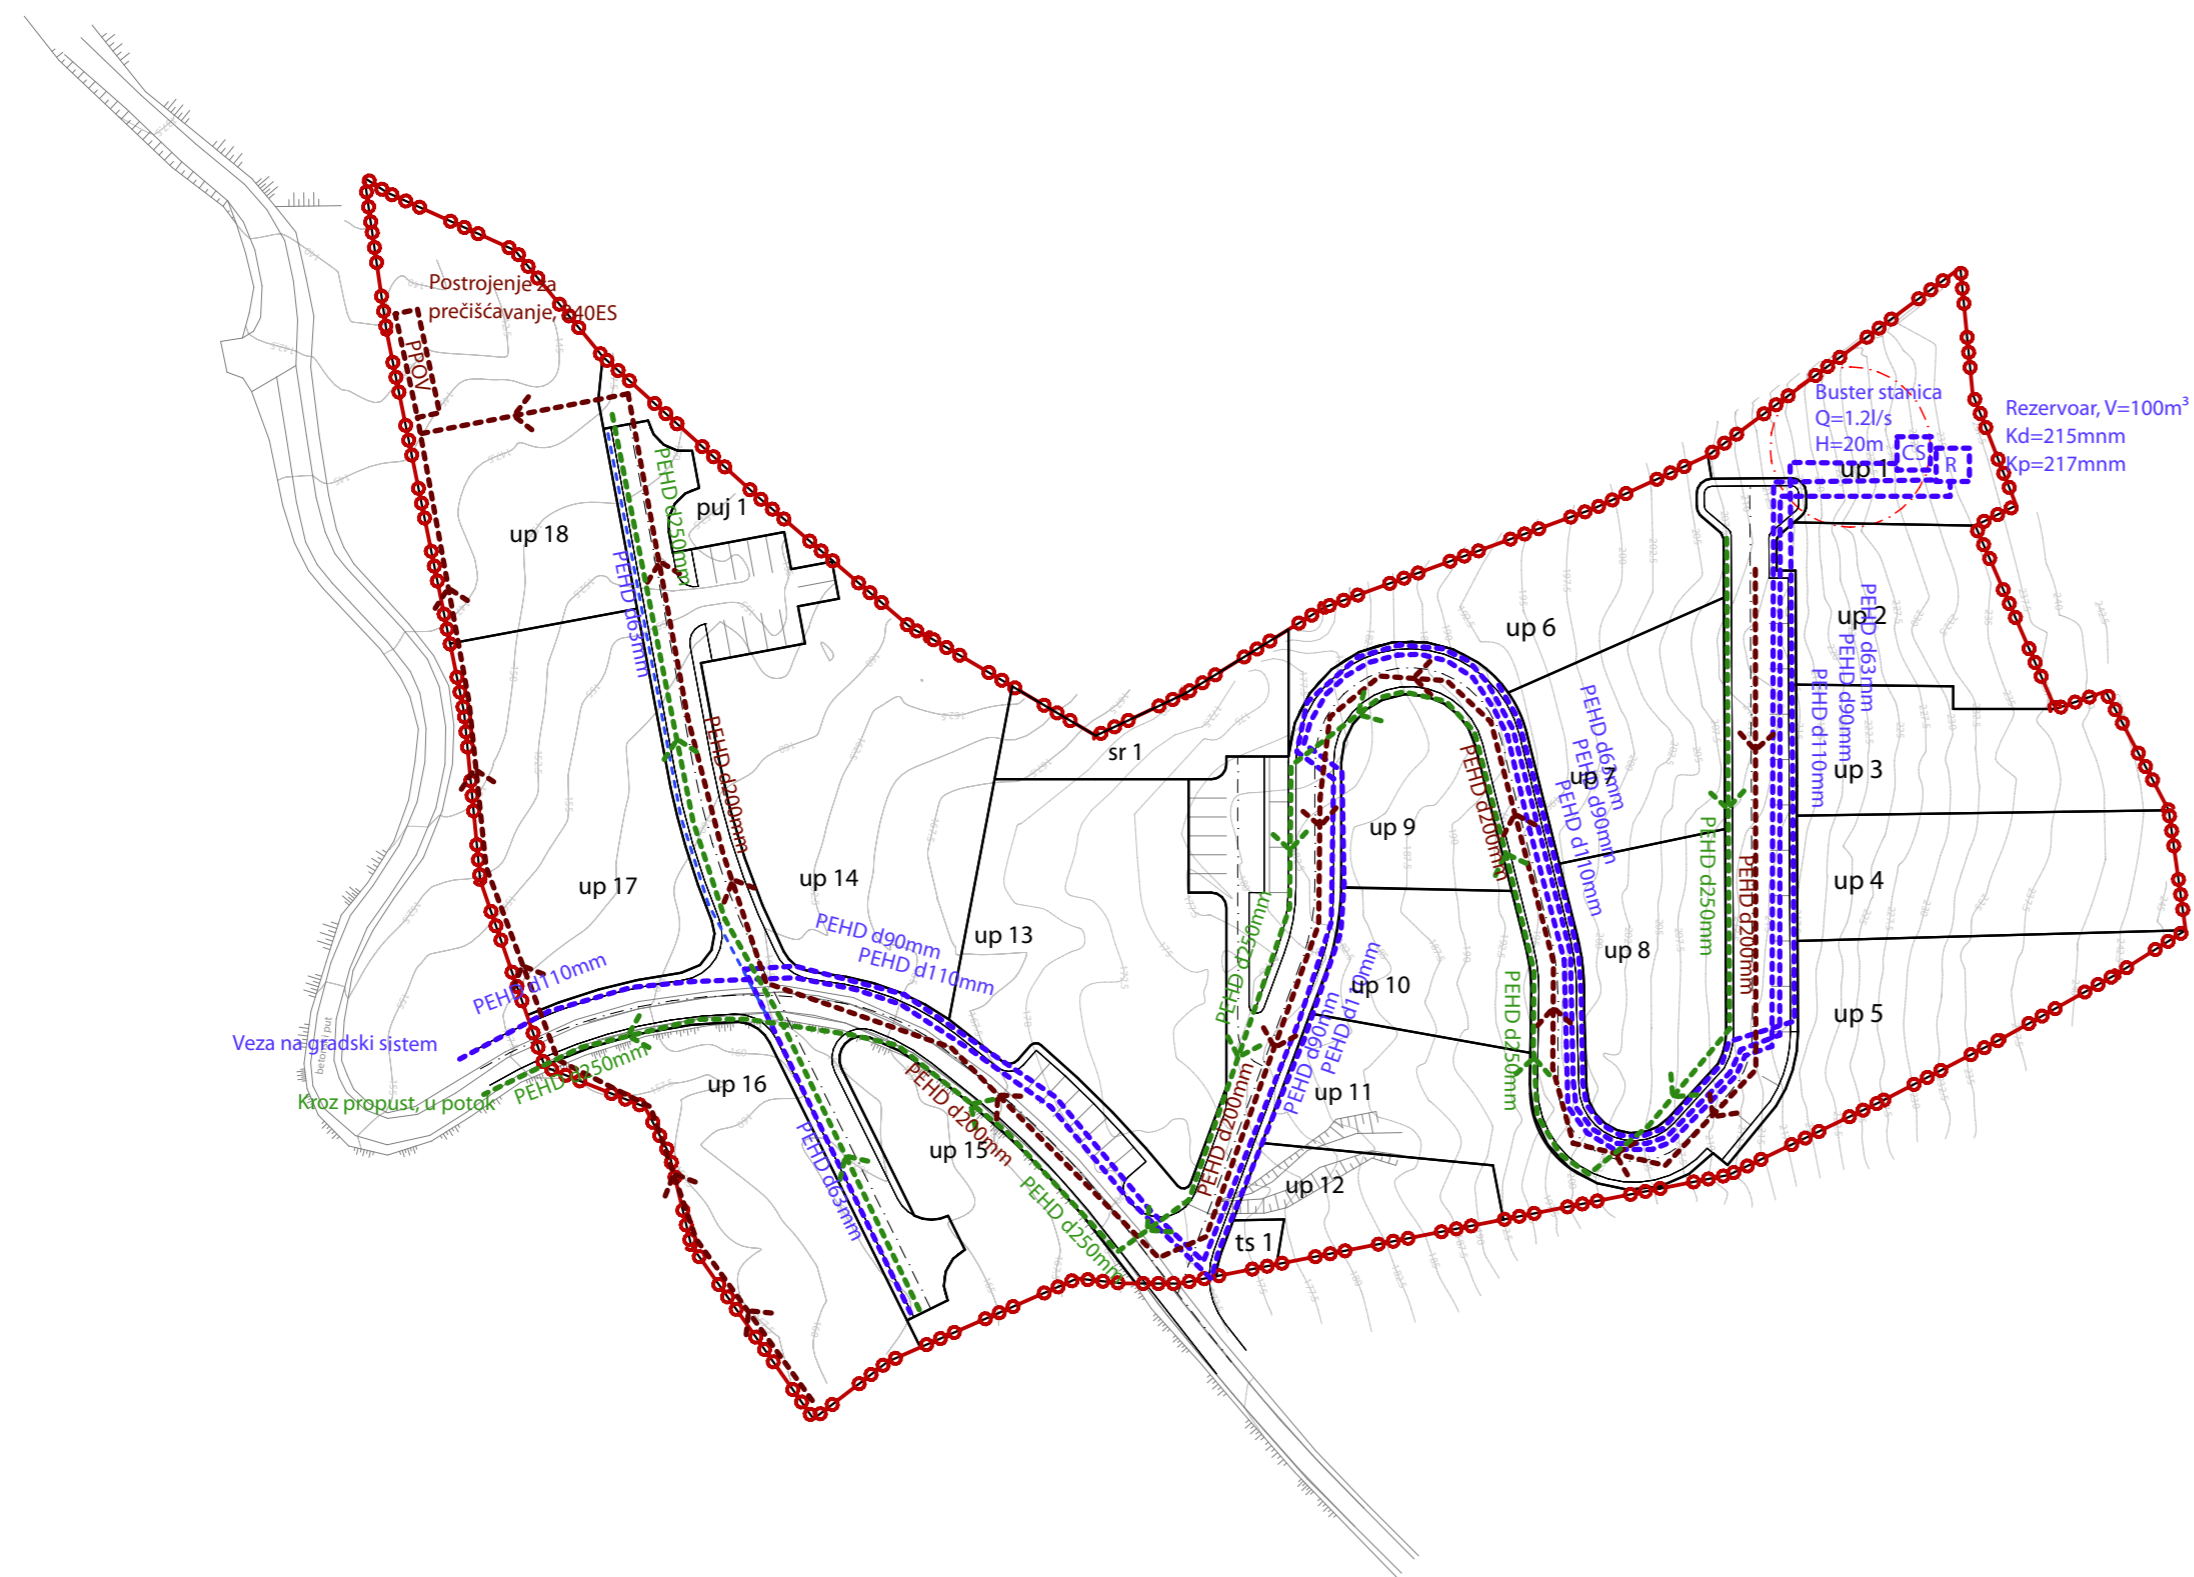 Postrojenje za
prečišćavanje, 240ES
PPOV
Buster stanica
Q=1.2l/s
H=20m
CS
R
Rezervoar, V=100m³
Kd=215mnm
Kp=217mnm
up 1
up 18
puj 1
PEHD d250mm
PEHD d63mm
up 6
up 2
PEHD d63mm
PEHD d90mm
PEHD d110mm
up 3
sr 1
PEHD d200mm
PEHD d200mm
up 7
PEHD d63mm
PEHD d90mm
PEHD d110mm
up 9
up 17
up 14
up 13
PEHD d90mm
PEHD d110mm
PEHD d250mm
up 4
PEHD d250mm
PEHD d200mm
up 8
up 10
PEHD d110mm
Veza na gradski sistem
betonski put
PEHD d90mm
PEHD d110mm
up 5
PEHD d250mm
up 16
PEHD d250mm
Kroz propust, u potok
PEHD d200mm
up 15
up 11
PEHD d63mm
PEHD d250mm
PEHD d200mm
up 12
ts 1